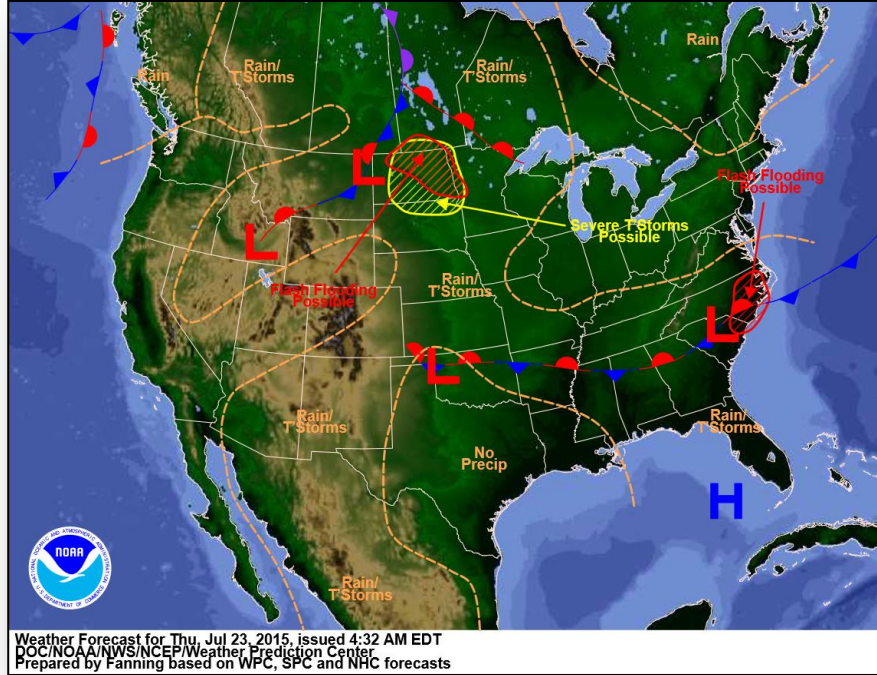 Rain/
T'Storms
Rain
Rain/
T'Storms
Rain
Flash Flooding
Possible
Severe T'Storms
Possible
L
L
Rain/
T'Storms
Flash Flooding
Possible
L
L
Rain/
T'Storms
Rain/
T'Storms
No
Precip
H
Rain/
T'Storms
NATIONAL OCEANIC AND ATMOSPHERIC ADMINISTRATION
NOAA
U.S. DEPARTMENT OF COMMERCE
Weather Forecast for Thu, Jul 23, 2015, issued 4:32 AM EDT
DOC/NOAA/NWS/NCEP/Weather Prediction Center
Prepared by Fanning based on WPC, SPC and NHC forecasts